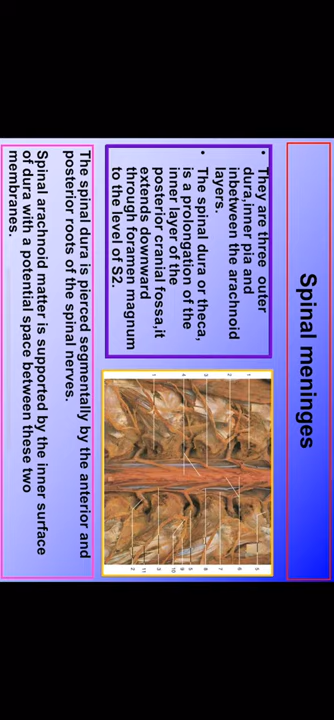 Spinal meninges
• They are three outer
dura,inner pia and
inbetween the arachnoid
layers.
• The spinal dura or theca,
is a prolongation of the
inner layer of the
posterior cranial fossa,it
extends downward
through foramen magnum
to the level of S2.
The spinal dura is pierced segmentally by the anterior and
posterior roots of the spinal nerves.
Spinal arachnoid matter is supported by the inner surface
of dura with a potential space between these two
membranes.